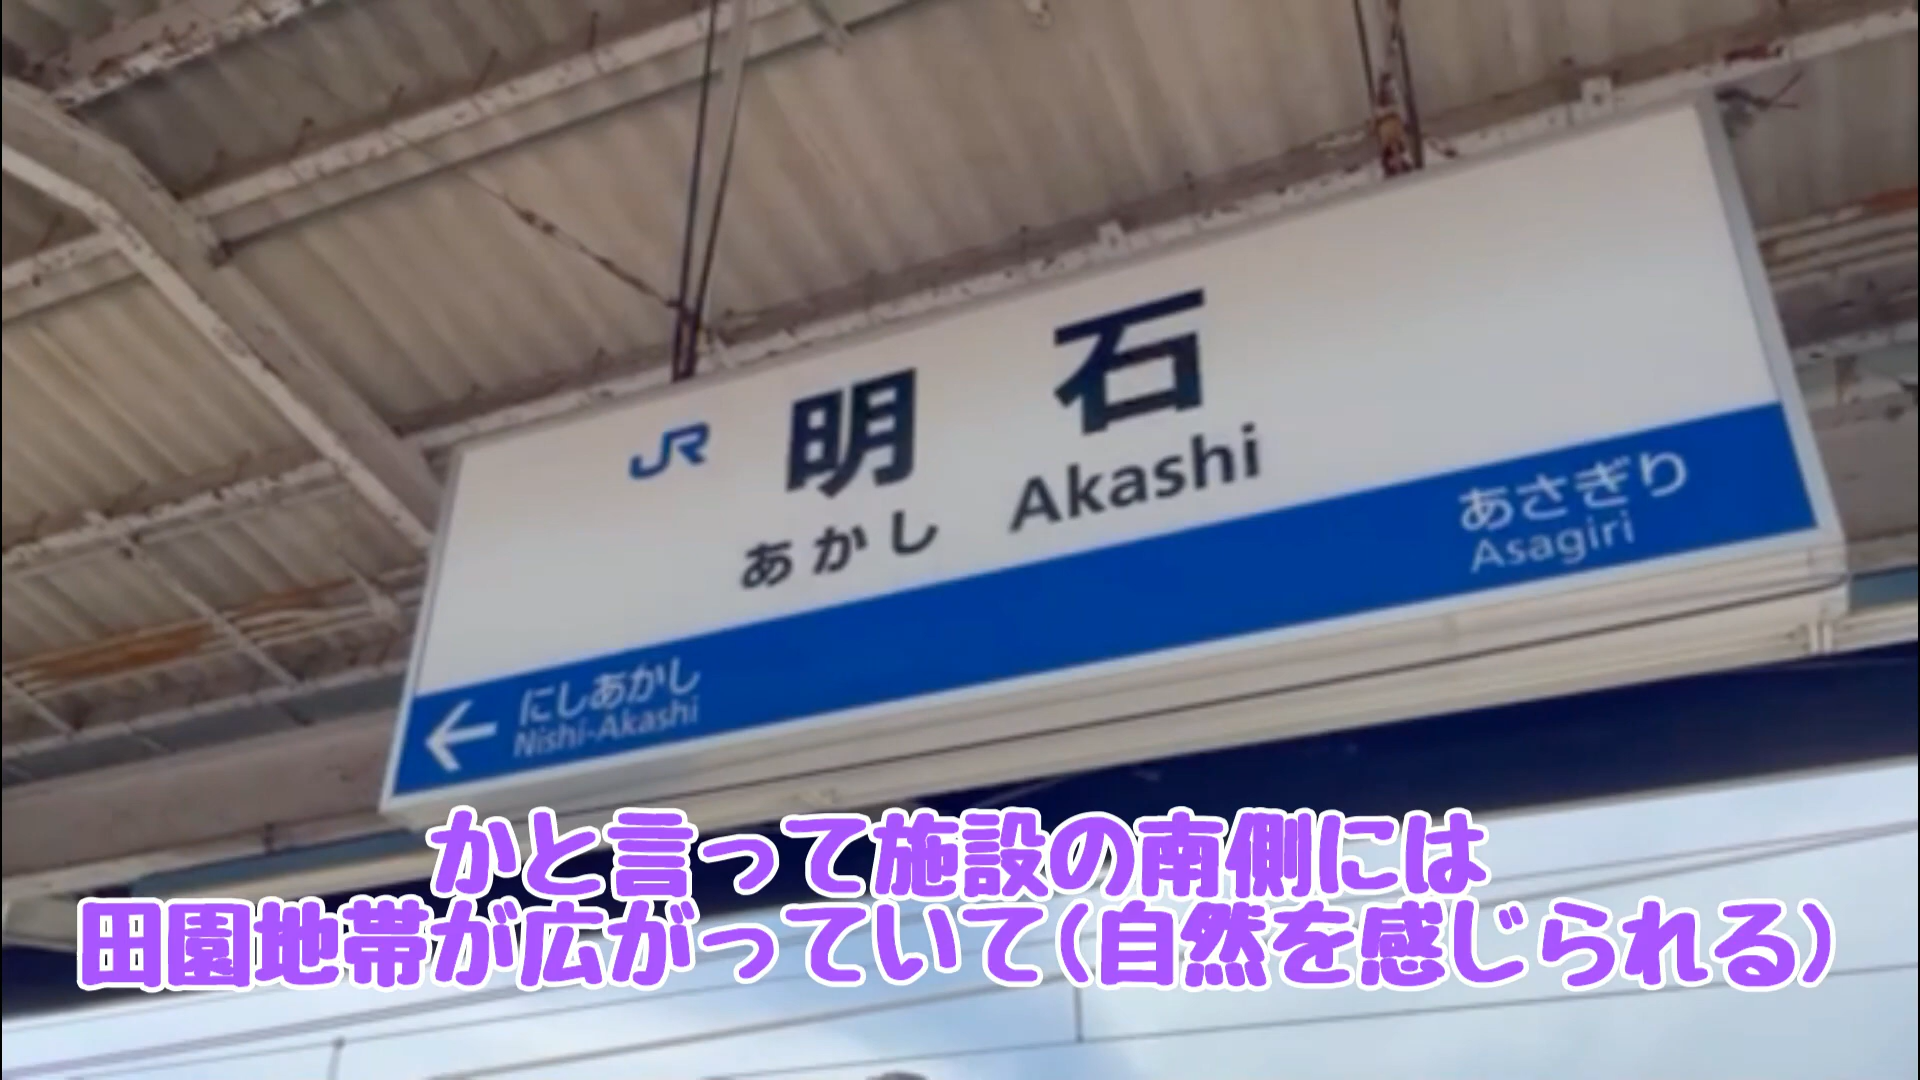 JR 明石
あかし Akashi
あさぎり
Asagiri
← にしあかし
Nishi-Akashi
かと言って施設の南側には
田園地帯が広がっていて(自然を感じられる)